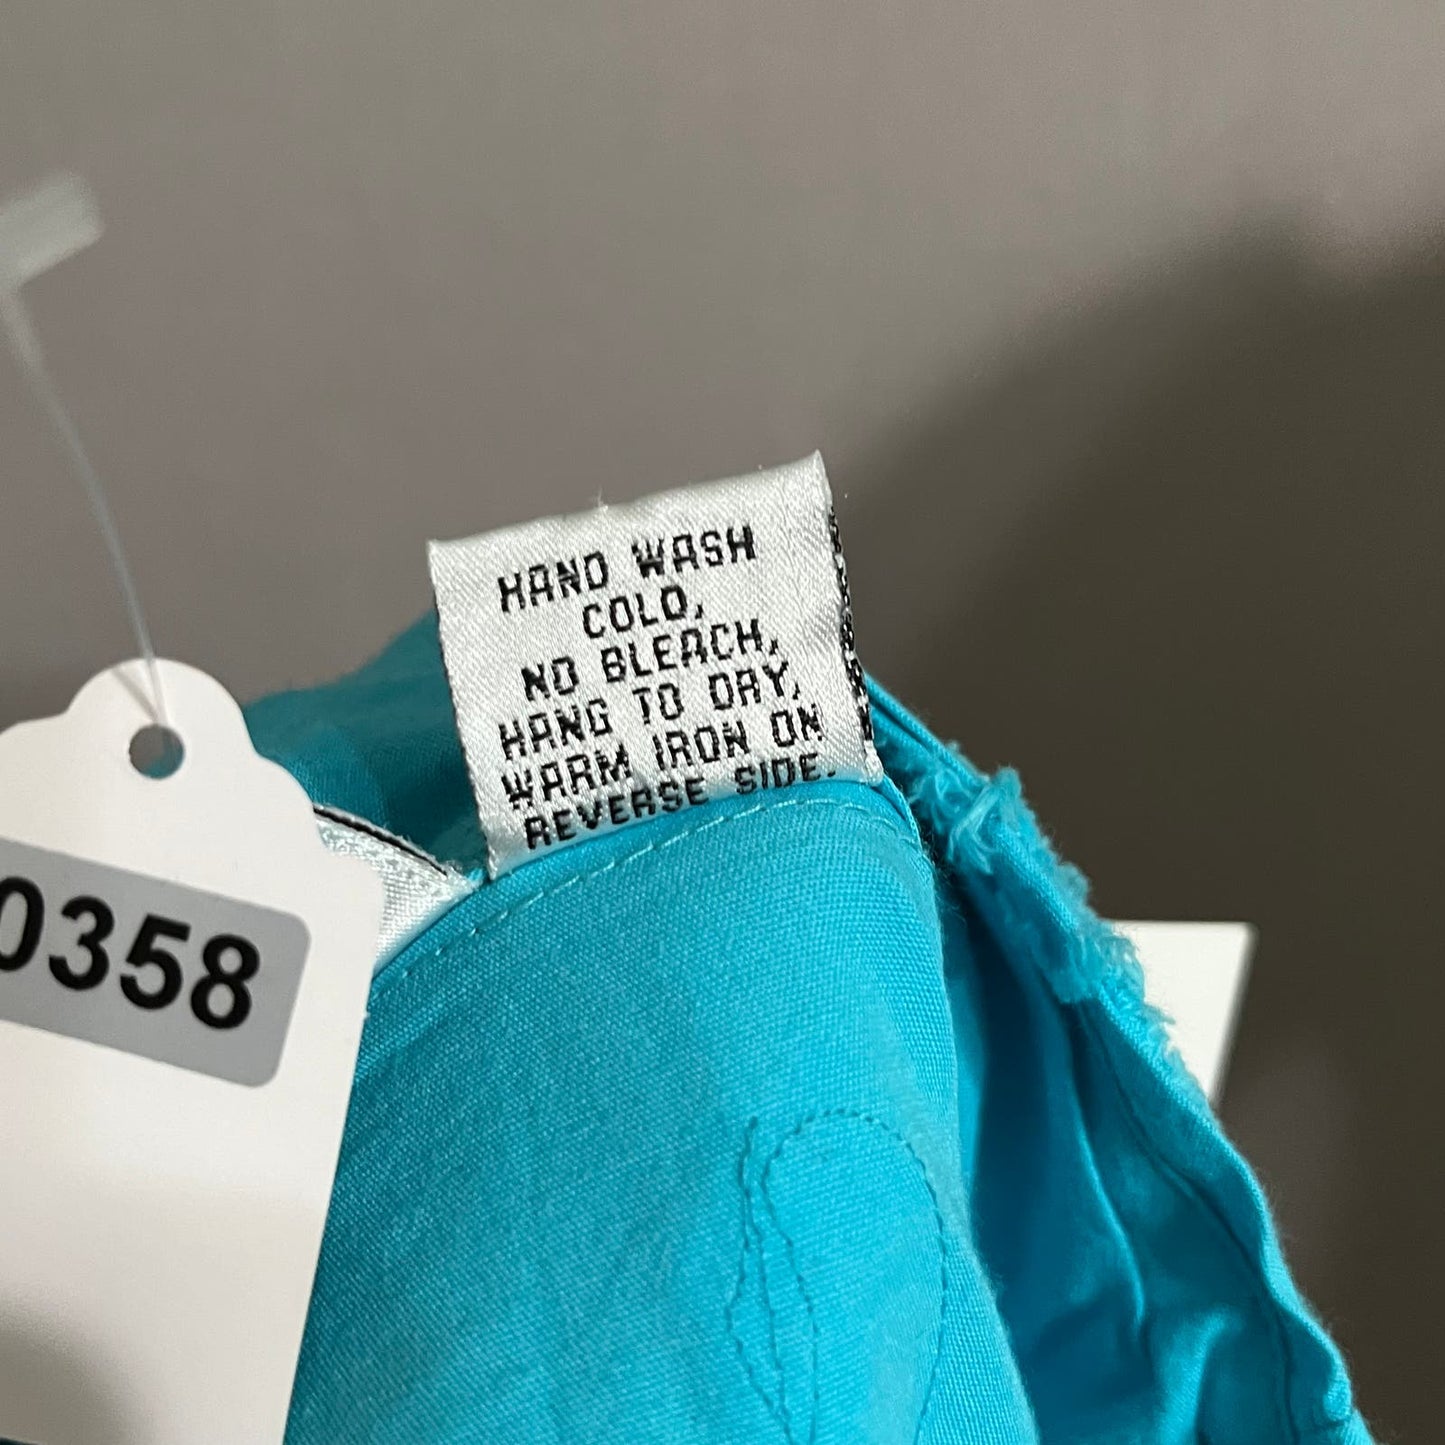 HAND WASH
COLD,
NO BLEACH,
HANG TO DRY,
WARM IRON ON
REVERSE SIDE.
0358